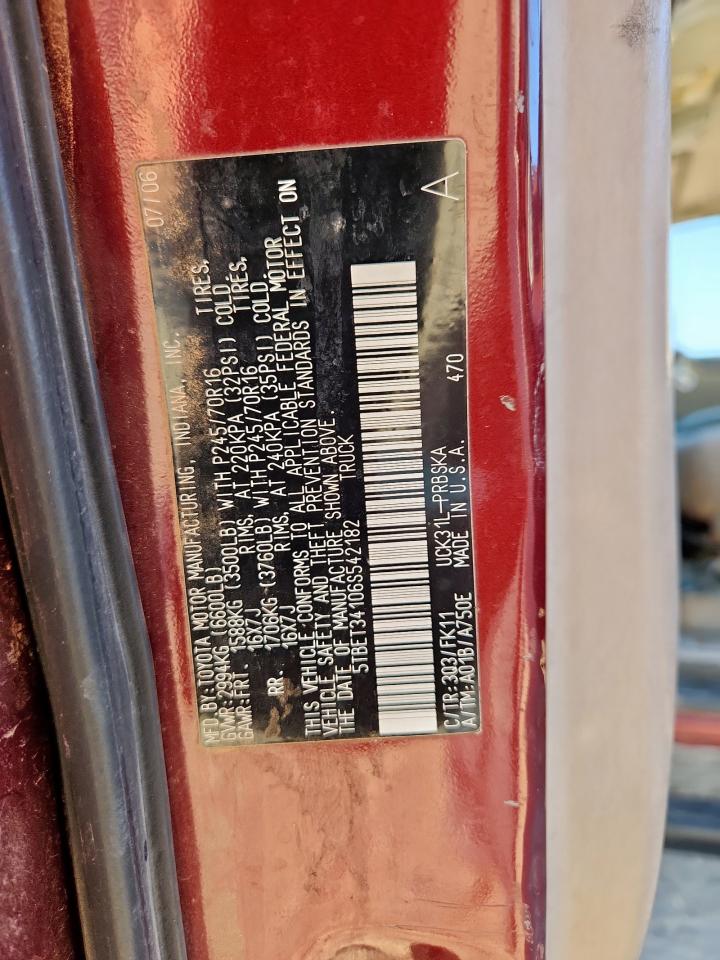 MFD BY: TOYOTA MOTOR MANUFACTURING, INDIANA, INC. 07/06
GVWR: 2994KG (6600LB)
GAWR: FRT. 1588KG (3500LB) WITH P245/70R16 TIRES,
16X7J RIMS, AT 220KPA (32PSI) COLD.
RR. 1706KG (3760LB) WITH P245/70R16 TIRES,
16X7J RIMS, AT 240KPA (35PSI) COLD.
THIS VEHICLE CONFORMS TO ALL APPLICABLE FEDERAL MOTOR
VEHICLE SAFETY AND THEFT PREVENTION STANDARDS IN EFFECT ON
THE DATE OF MANUFACTURE SHOWN ABOVE.
5TBET34106S542182 TRUCK
C/TR: 3Q3/FK11 UCK31L-PRBSKA 470
A/TM: A01B/A750E MADE IN U.S.A. A